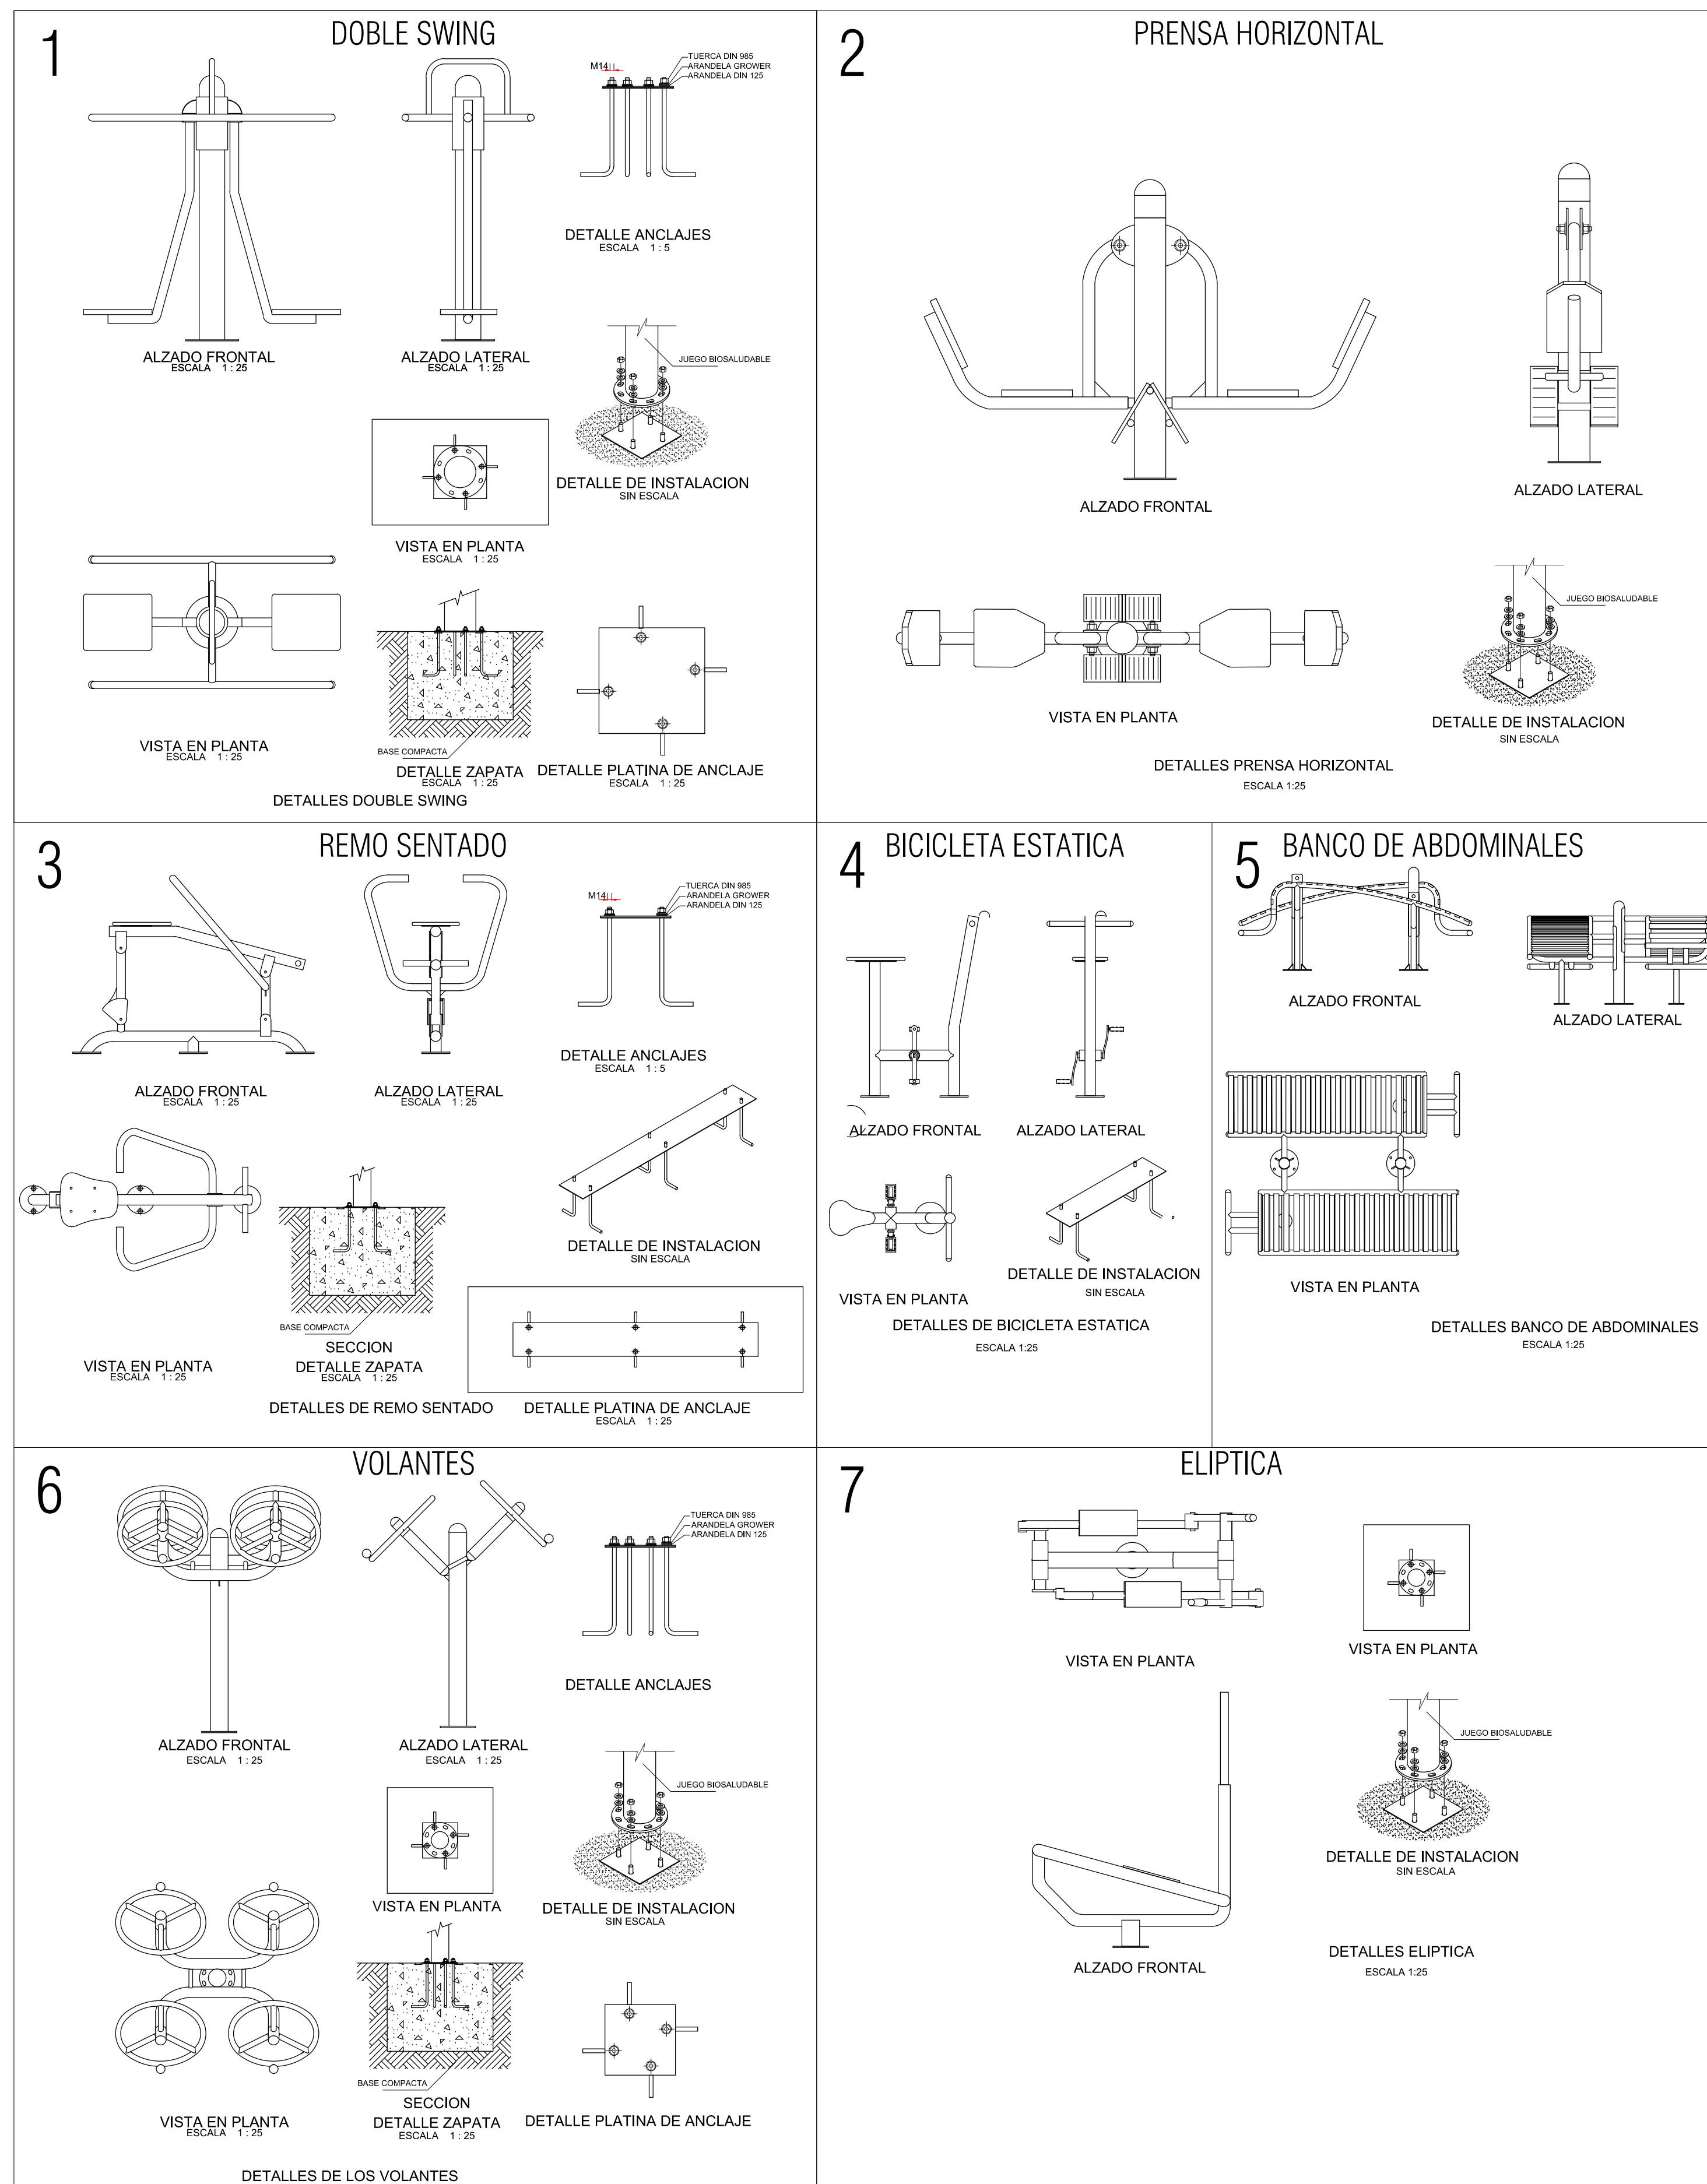 1
DOBLE SWING
M14
TUERCA DIN 985
ARANDELA GROWER
ARANDELA DIN 125
DETALLE ANCLAJES
ESCALA 1 : 5
ALZADO FRONTAL
ESCALA 1 : 25
ALZADO LATERAL
ESCALA 1 : 25
JUEGO BIOSALUDABLE
DETALLE DE INSTALACION
SIN ESCALA
VISTA EN PLANTA
ESCALA 1 : 25
VISTA EN PLANTA
ESCALA 1 : 25
BASE COMPACTA
DETALLE ZAPATA
ESCALA 1 : 25
DETALLE PLATINA DE ANCLAJE
ESCALA 1 : 25
DETALLES DOUBLE SWING
2
PRENSA HORIZONTAL
ALZADO FRONTAL
ALZADO LATERAL
JUEGO BIOSALUDABLE
VISTA EN PLANTA
DETALLE DE INSTALACION
SIN ESCALA
DETALLES PRENSA HORIZONTAL
ESCALA 1:25
3
REMO SENTADO
M14
TUERCA DIN 985
ARANDELA GROWER
ARANDELA DIN 125
DETALLE ANCLAJES
ESCALA 1 : 5
ALZADO FRONTAL
ESCALA 1 : 25
ALZADO LATERAL
ESCALA 1 : 25
DETALLE DE INSTALACION
SIN ESCALA
BASE COMPACTA
SECCION
DETALLE ZAPATA
ESCALA 1 : 25
VISTA EN PLANTA
ESCALA 1 : 25
DETALLES DE REMO SENTADO
DETALLE PLATINA DE ANCLAJE
ESCALA 1 : 25
4
BICICLETA ESTATICA
ALZADO FRONTAL
ALZADO LATERAL
DETALLE DE INSTALACION
SIN ESCALA
VISTA EN PLANTA
DETALLES DE BICICLETA ESTATICA
ESCALA 1:25
5
BANCO DE ABDOMINALES
ALZADO FRONTAL
ALZADO LATERAL
VISTA EN PLANTA
DETALLES BANCO DE ABDOMINALES
ESCALA 1:25
6
VOLANTES
TUERCA DIN 985
ARANDELA GROWER
ARANDELA DIN 125
DETALLE ANCLAJES
ALZADO FRONTAL
ESCALA 1 : 25
ALZADO LATERAL
ESCALA 1 : 25
JUEGO BIOSALUDABLE
VISTA EN PLANTA
DETALLE DE INSTALACION
SIN ESCALA
BASE COMPACTA
SECCION
DETALLE ZAPATA
ESCALA 1 : 25
VISTA EN PLANTA
ESCALA 1 : 25
DETALLE PLATINA DE ANCLAJE
DETALLES DE LOS VOLANTES
7
ELIPTICA
VISTA EN PLANTA
VISTA EN PLANTA
JUEGO BIOSALUDABLE
DETALLE DE INSTALACION
SIN ESCALA
ALZADO FRONTAL
DETALLES ELIPTICA
ESCALA 1:25